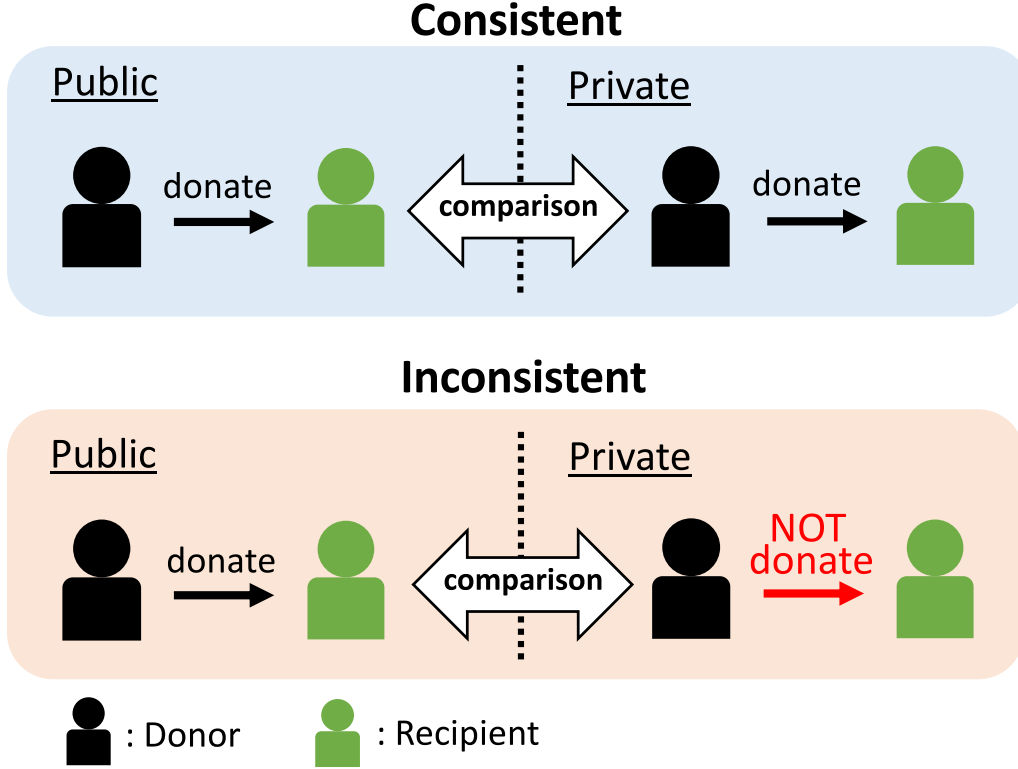 Consistent
Public
Private
donate
comparison
donate
Inconsistent
Public
Private
donate
comparison
NOT
donate
: Donor
: Recipient